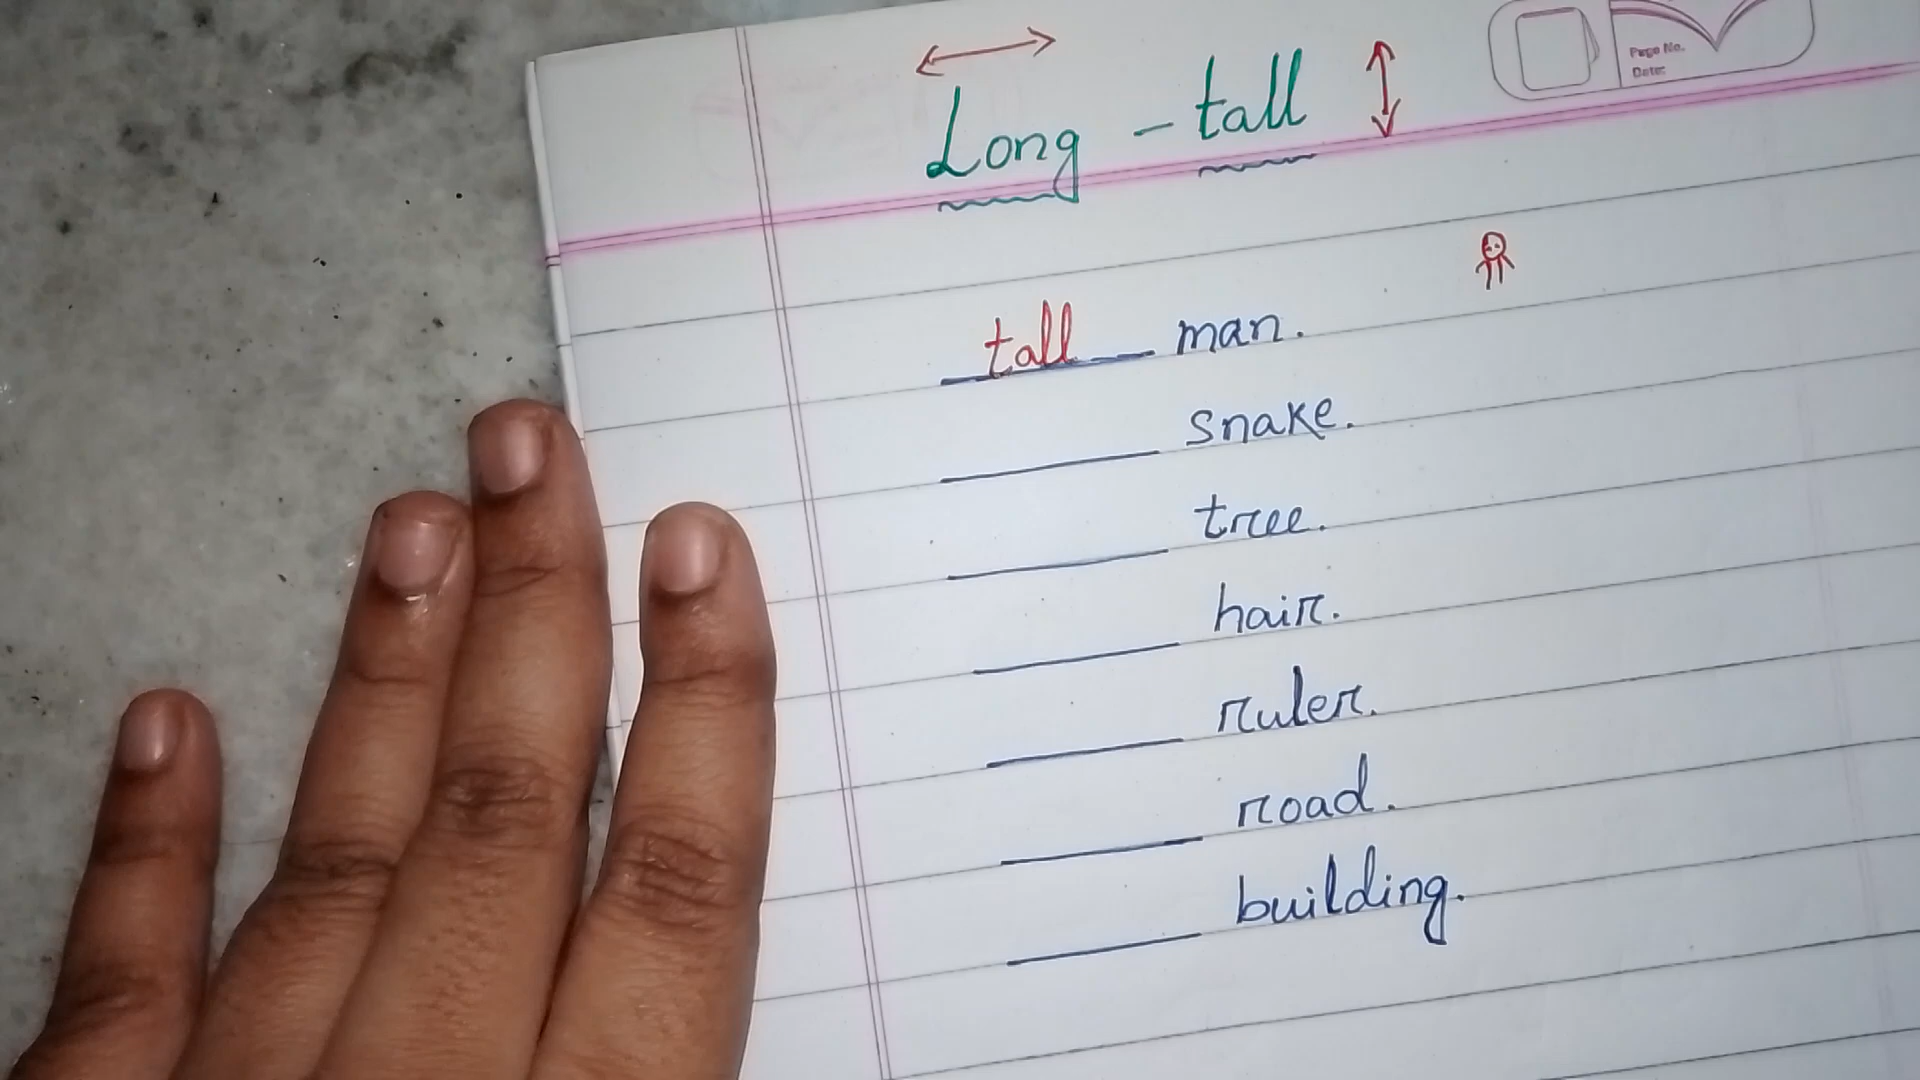 Page No.
Date:
Long - tall
tall man.
snake.
tree.
hair.
ruler.
road.
building.